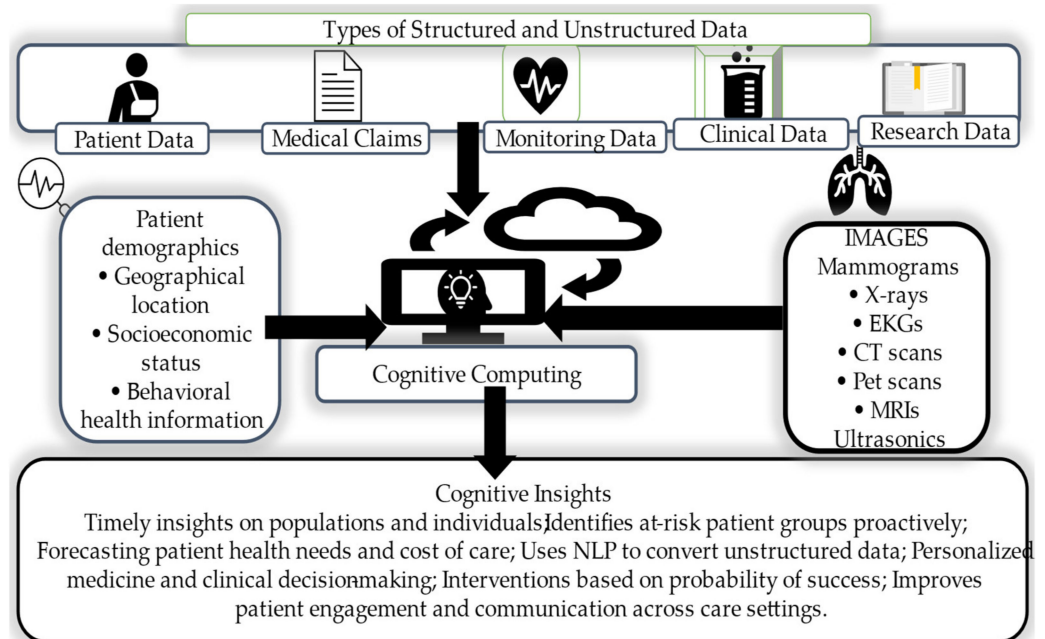 Types of Structured and Unstructured Data
Patient Data
Medical Claims
Monitoring Data
Clinical Data
Research Data
Patient
demographics
• Geographical
location
• Socioeconomic
status
• Behavioral
health information
Cognitive Computing
IMAGES
Mammograms
• X-rays
• EKGs
• CT scans
• Pet scans
• MRIs
Ultrasonics
Cognitive Insights
Timely insights on populations and individuals;Identifies at-risk patient groups proactively;
Forecasting patient health needs and cost of care; Uses NLP to convert unstructured data; Personalized
medicine and clinical decision-making; Interventions based on probability of success; Improves
patient engagement and communication across care settings.